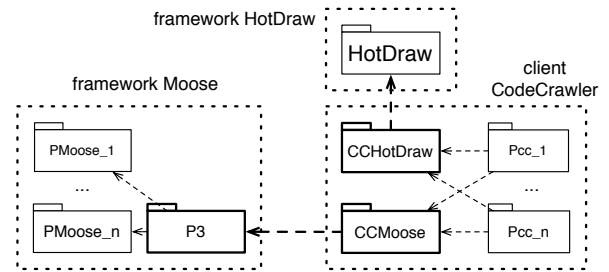 framework HotDraw
HotDraw
framework Moose
client
CodeCrawler
PMoose_1
CCHotDraw
Pcc_1
...
...
PMoose_n
P3
CCMoose
Pcc_n